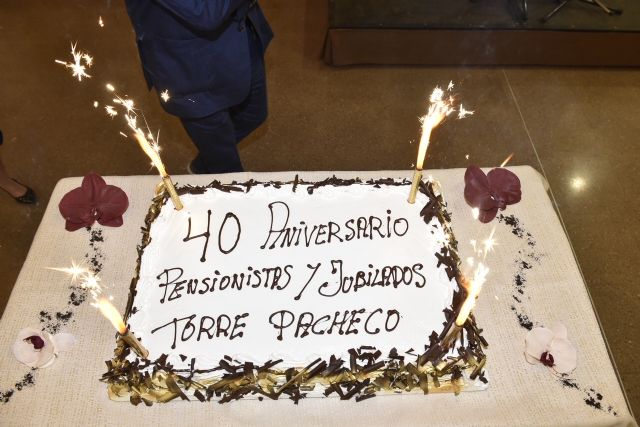 40 ANIVERSARIO
PENSIONISTAS Y JUBILADOS
TORRE PACHECO